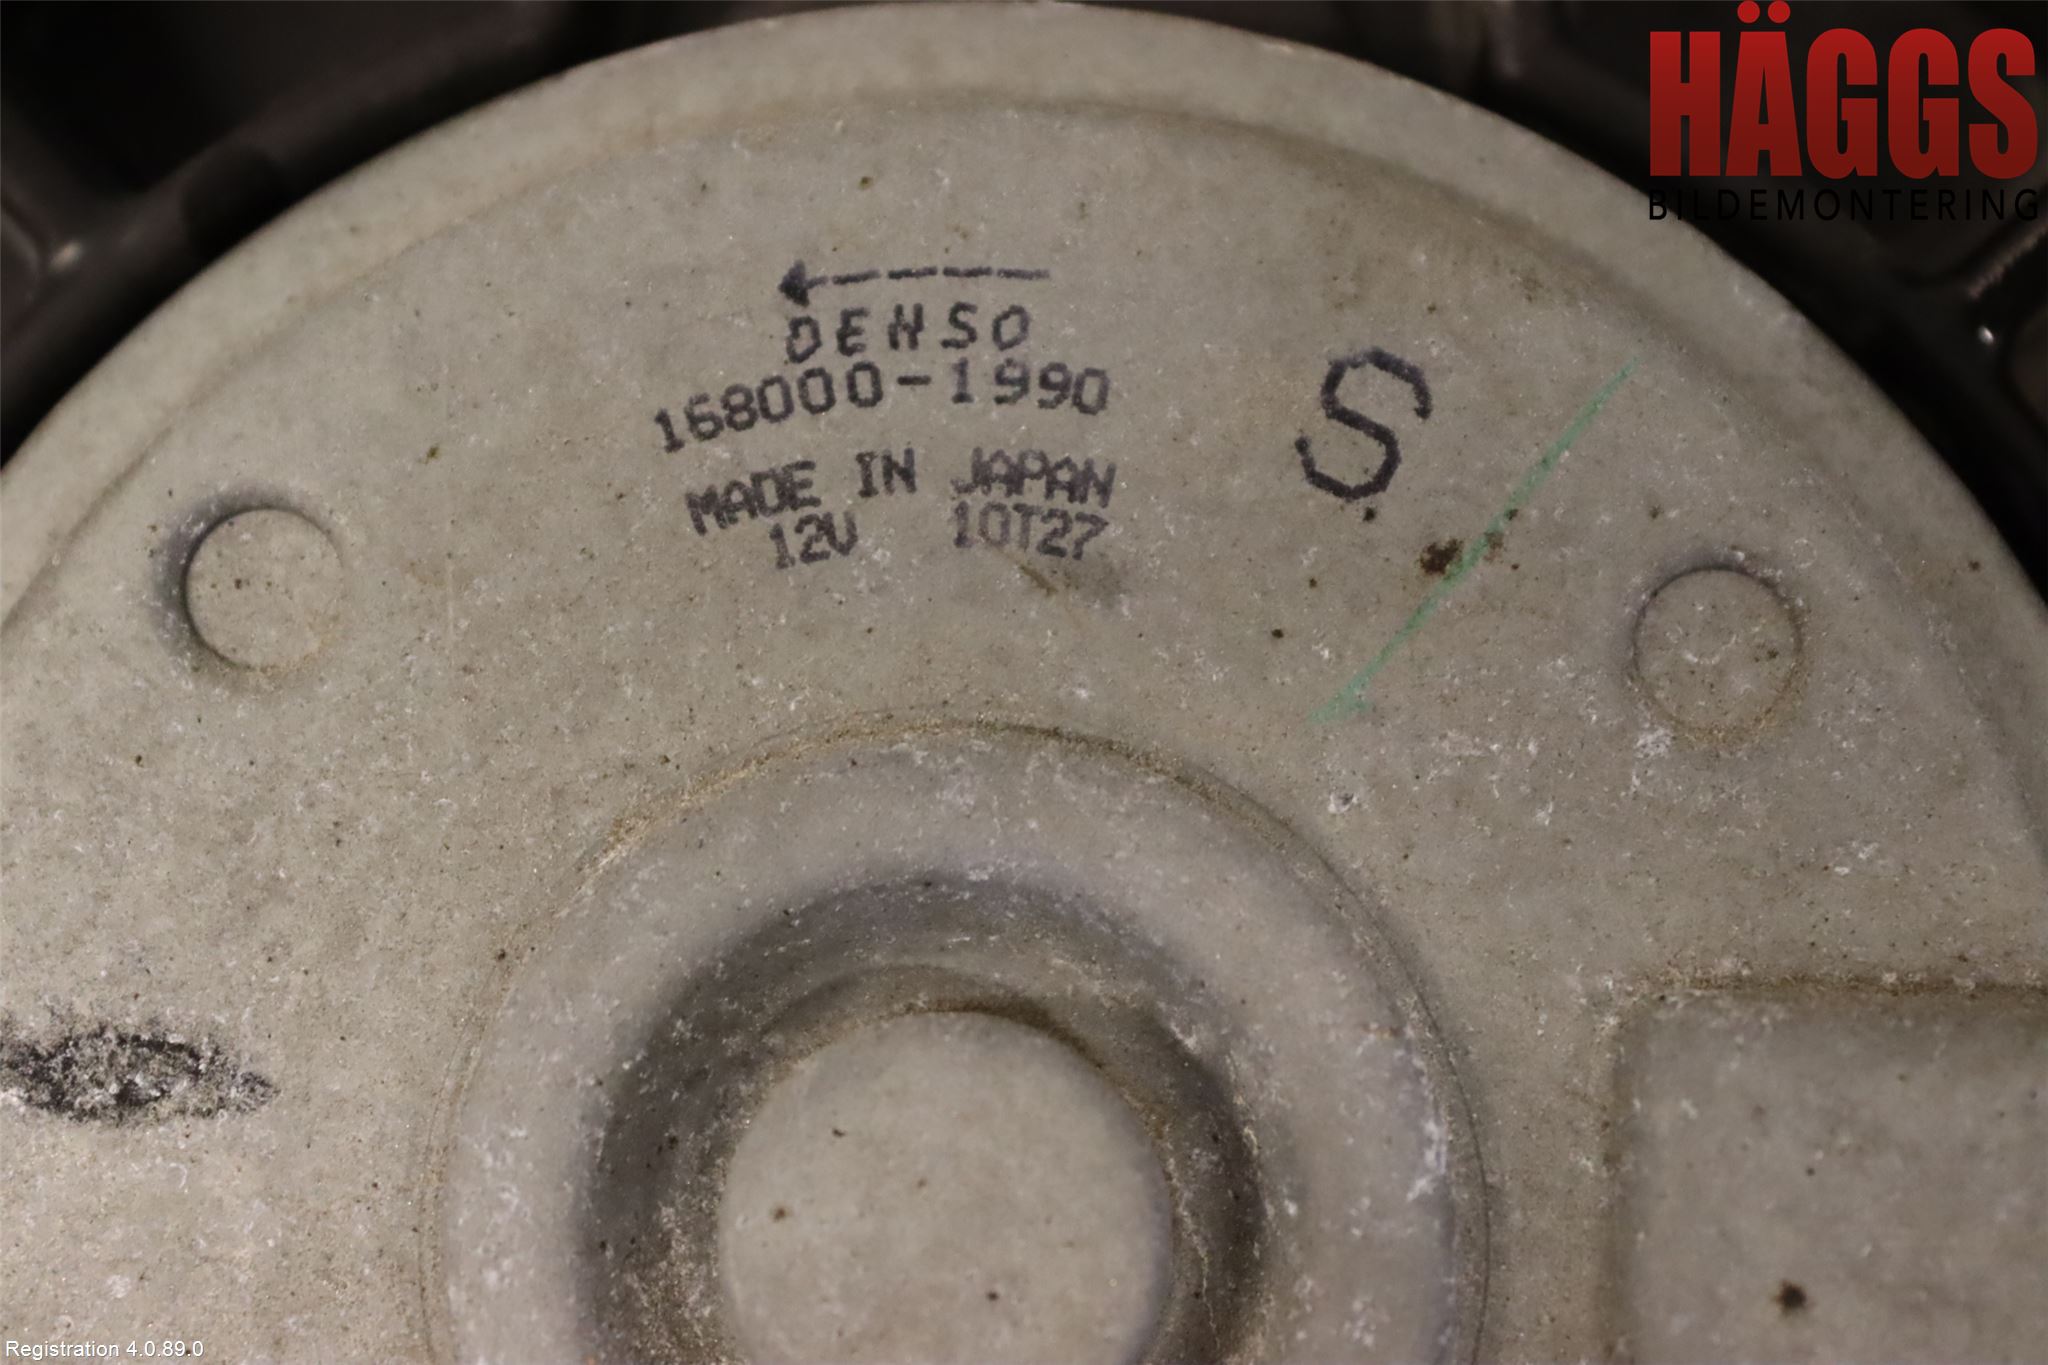 HÄGGS
BILDEMONTERING
DENSO
168000-1990
S
MADE IN JAPAN
12V 10T27
Registration 4.0.89.0